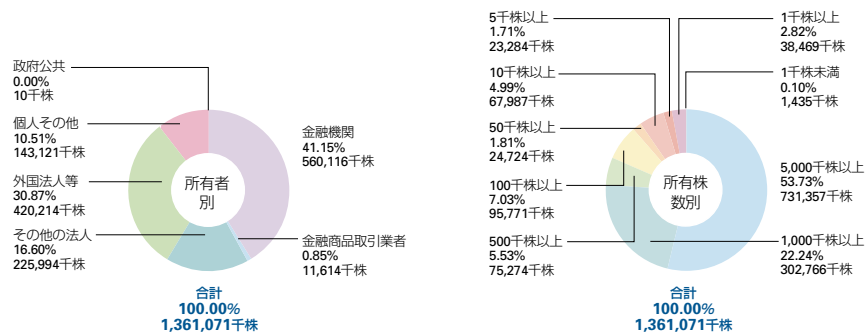 政府公共
0.00%
10千株
個人その他
10.51%
143,121千株
外国法人等
30.87%
420,214千株
その他の法人
16.60%
225,994千株
金融機関
41.15%
560,116千株
金融商品取引業者
0.85%
11,614千株
所有者
別
合計
100.00%
1,361,071千株
5千株以上
1.71%
23,284千株
10千株以上
4.99%
67,987千株
50千株以上
1.81%
24,724千株
100千株以上
7.03%
95,771千株
500千株以上
5.53%
75,274千株
1千株以上
2.82%
38,469千株
1千株未満
0.10%
1,435千株
5,000千株以上
53.73%
731,357千株
1,000千株以上
22.24%
302,766千株
所有株
数別
合計
100.00%
1,361,071千株